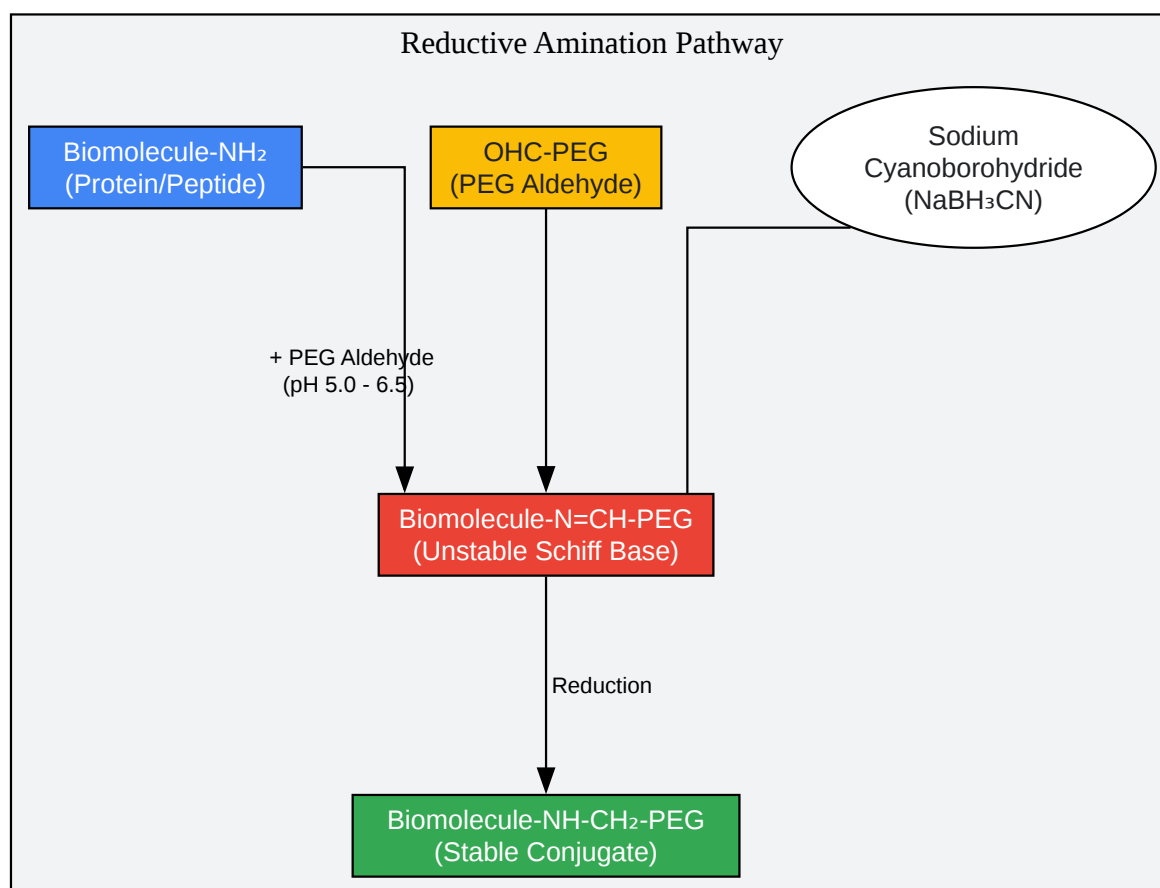 Reductive Amination Pathway
Biomolecule-NH₂
(Protein/Peptide)
OHC-PEG
(PEG Aldehyde)
Sodium
Cyanoborohydride
(NaBH₃CN)
+ PEG Aldehyde
(pH 5.0 - 6.5)
Biomolecule-N=CH-PEG
(Unstable Schiff Base)
Reduction
Biomolecule-NH-CH₂-PEG
(Stable Conjugate)